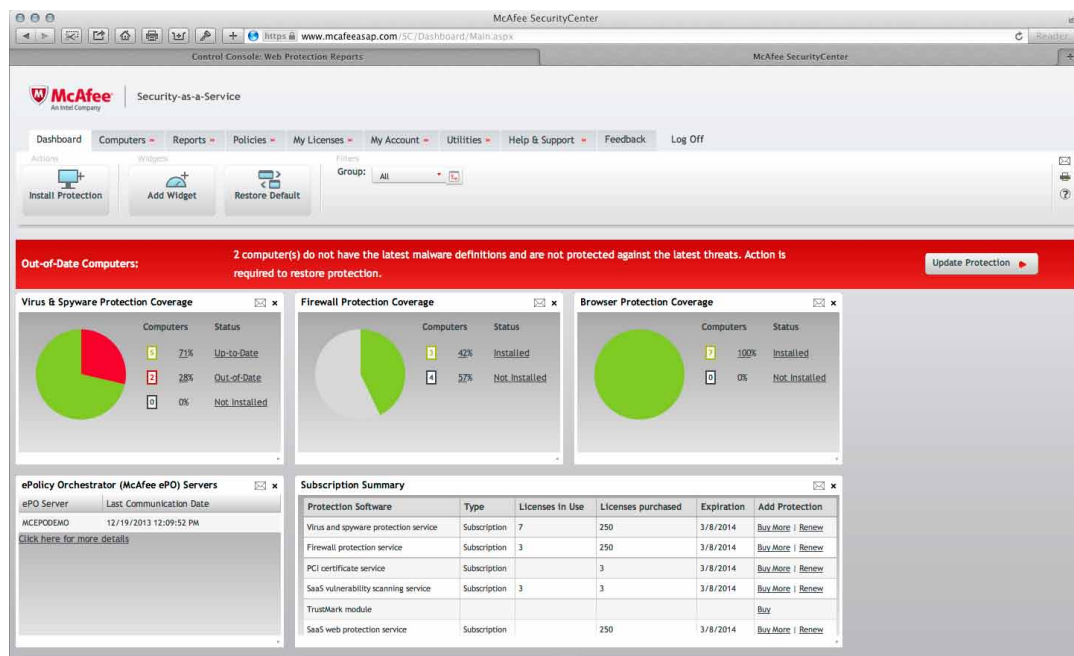 McAfee SecurityCenter
https www.mcafeeasap.com/SC/Dashboard/Main.aspx
Reader
Control Console: Web Protection Reports
McAfee SecurityCenter
McAfee
An Intel Company
Security-as-a-Service
Dashboard Computers Reports Policies My Licenses My Account Utilities Help & Support Feedback Log Off
Actions Widgets Filters
Group: All
Install Protection Add Widget Restore Default
Out-of-Date Computers:
2 computer(s) do not have the latest malware definitions and are not protected against the latest threats. Action is
required to restore protection.
Update Protection
Virus & Spyware Protection Coverage
Computers Status
5 71% Up-to-Date
2 28% Out-of-Date
0 0% Not Installed
Firewall Protection Coverage
Computers Status
3 42% Installed
4 57% Not Installed
Browser Protection Coverage
Computers Status
7 100% Installed
0 0% Not Installed
ePolicy Orchestrator (McAfee ePO) Servers
ePO Server Last Communication Date
MCEPODEMO 12/19/2013 12:09:52 PM
Click here for more details
Subscription Summary
Protection Software Type Licenses in Use Licenses purchased Expiration Add Protection
Virus and spyware protection service Subscription 7 250 3/8/2014 Buy More | Renew
Firewall protection service Subscription 3 250 3/8/2014 Buy More | Renew
PCI certificate service Subscription 3 3/8/2014 Buy More | Renew
SaaS vulnerability scanning service Subscription 3 3 3/8/2014 Buy More | Renew
TrustMark module Buy
SaaS web protection service Subscription 250 3/8/2014 Buy More | Renew